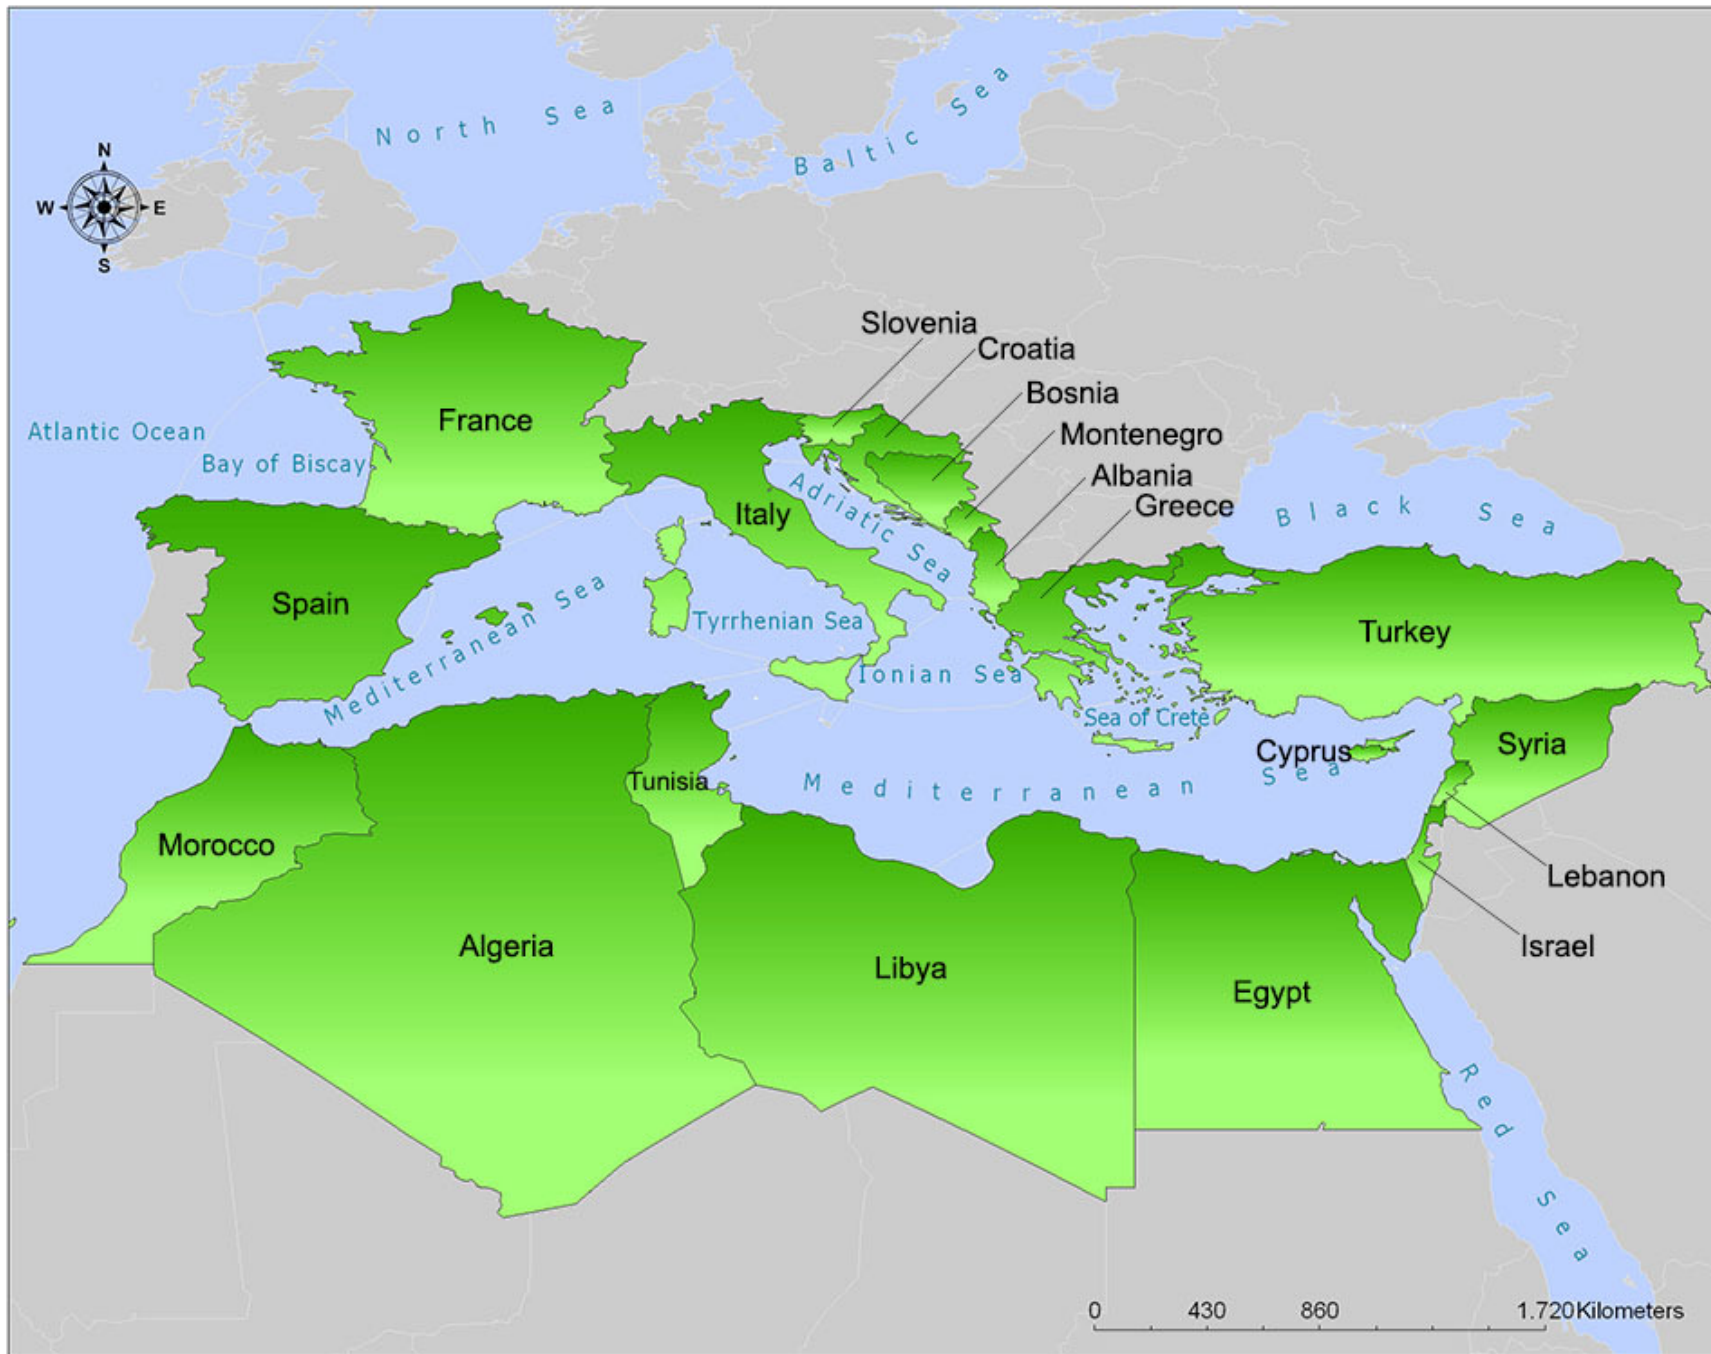 North Sea
Baltic Sea
N
W
E
S
Slovenia
Croatia
Bosnia
Montenegro
Albania
Greece
France
Atlantic Ocean
Bay of Biscay
Italy
Adriatic Sea
Black Sea
Spain
Mediterranean Sea
Tyrrhenian Sea
Turkey
Ionian Sea
Sea of Crete
Cyprus
Syria
Tunisia
Mediterranean Sea
Morocco
Lebanon
Algeria
Israel
Libya
Egypt
Red Sea
0 430 860 1.720 Kilometers